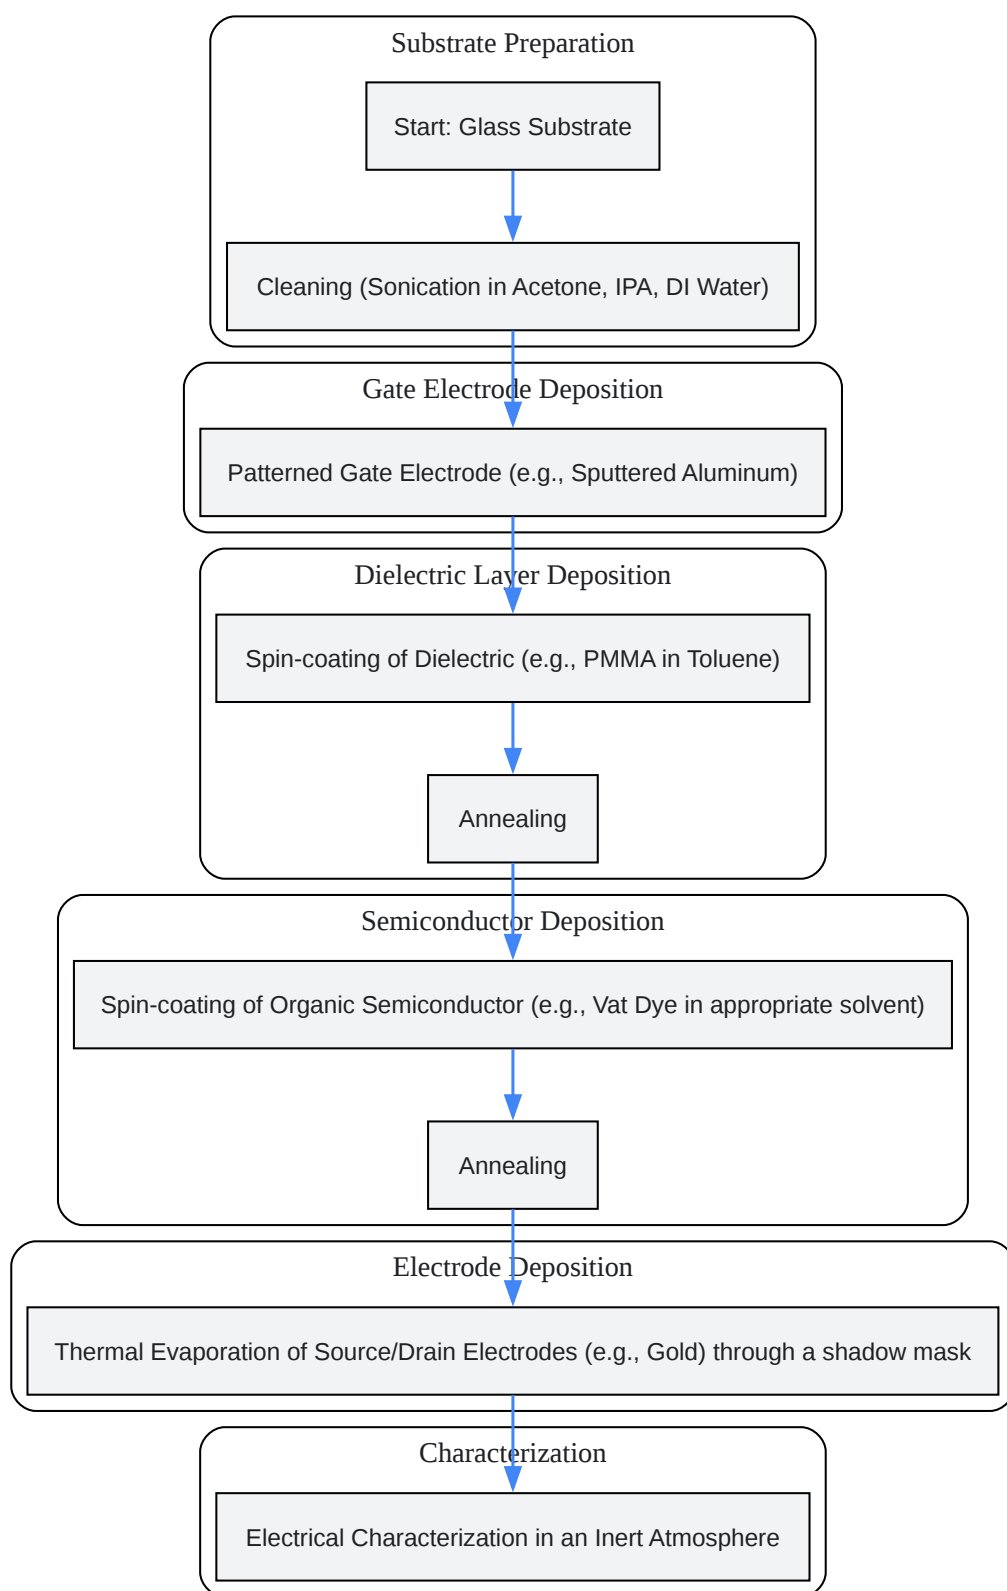 Substrate Preparation
Start: Glass Substrate
Cleaning (Sonication in Acetone, IPA, DI Water)
Gate Electrode Deposition
Patterned Gate Electrode (e.g., Sputtered Aluminum)
Dielectric Layer Deposition
Spin-coating of Dielectric (e.g., PMMA in Toluene)
Annealing
Semiconductor Deposition
Spin-coating of Organic Semiconductor (e.g., Vat Dye in appropriate solvent)
Annealing
Electrode Deposition
Thermal Evaporation of Source/Drain Electrodes (e.g., Gold) through a shadow mask
Characterization
Electrical Characterization in an Inert Atmosphere